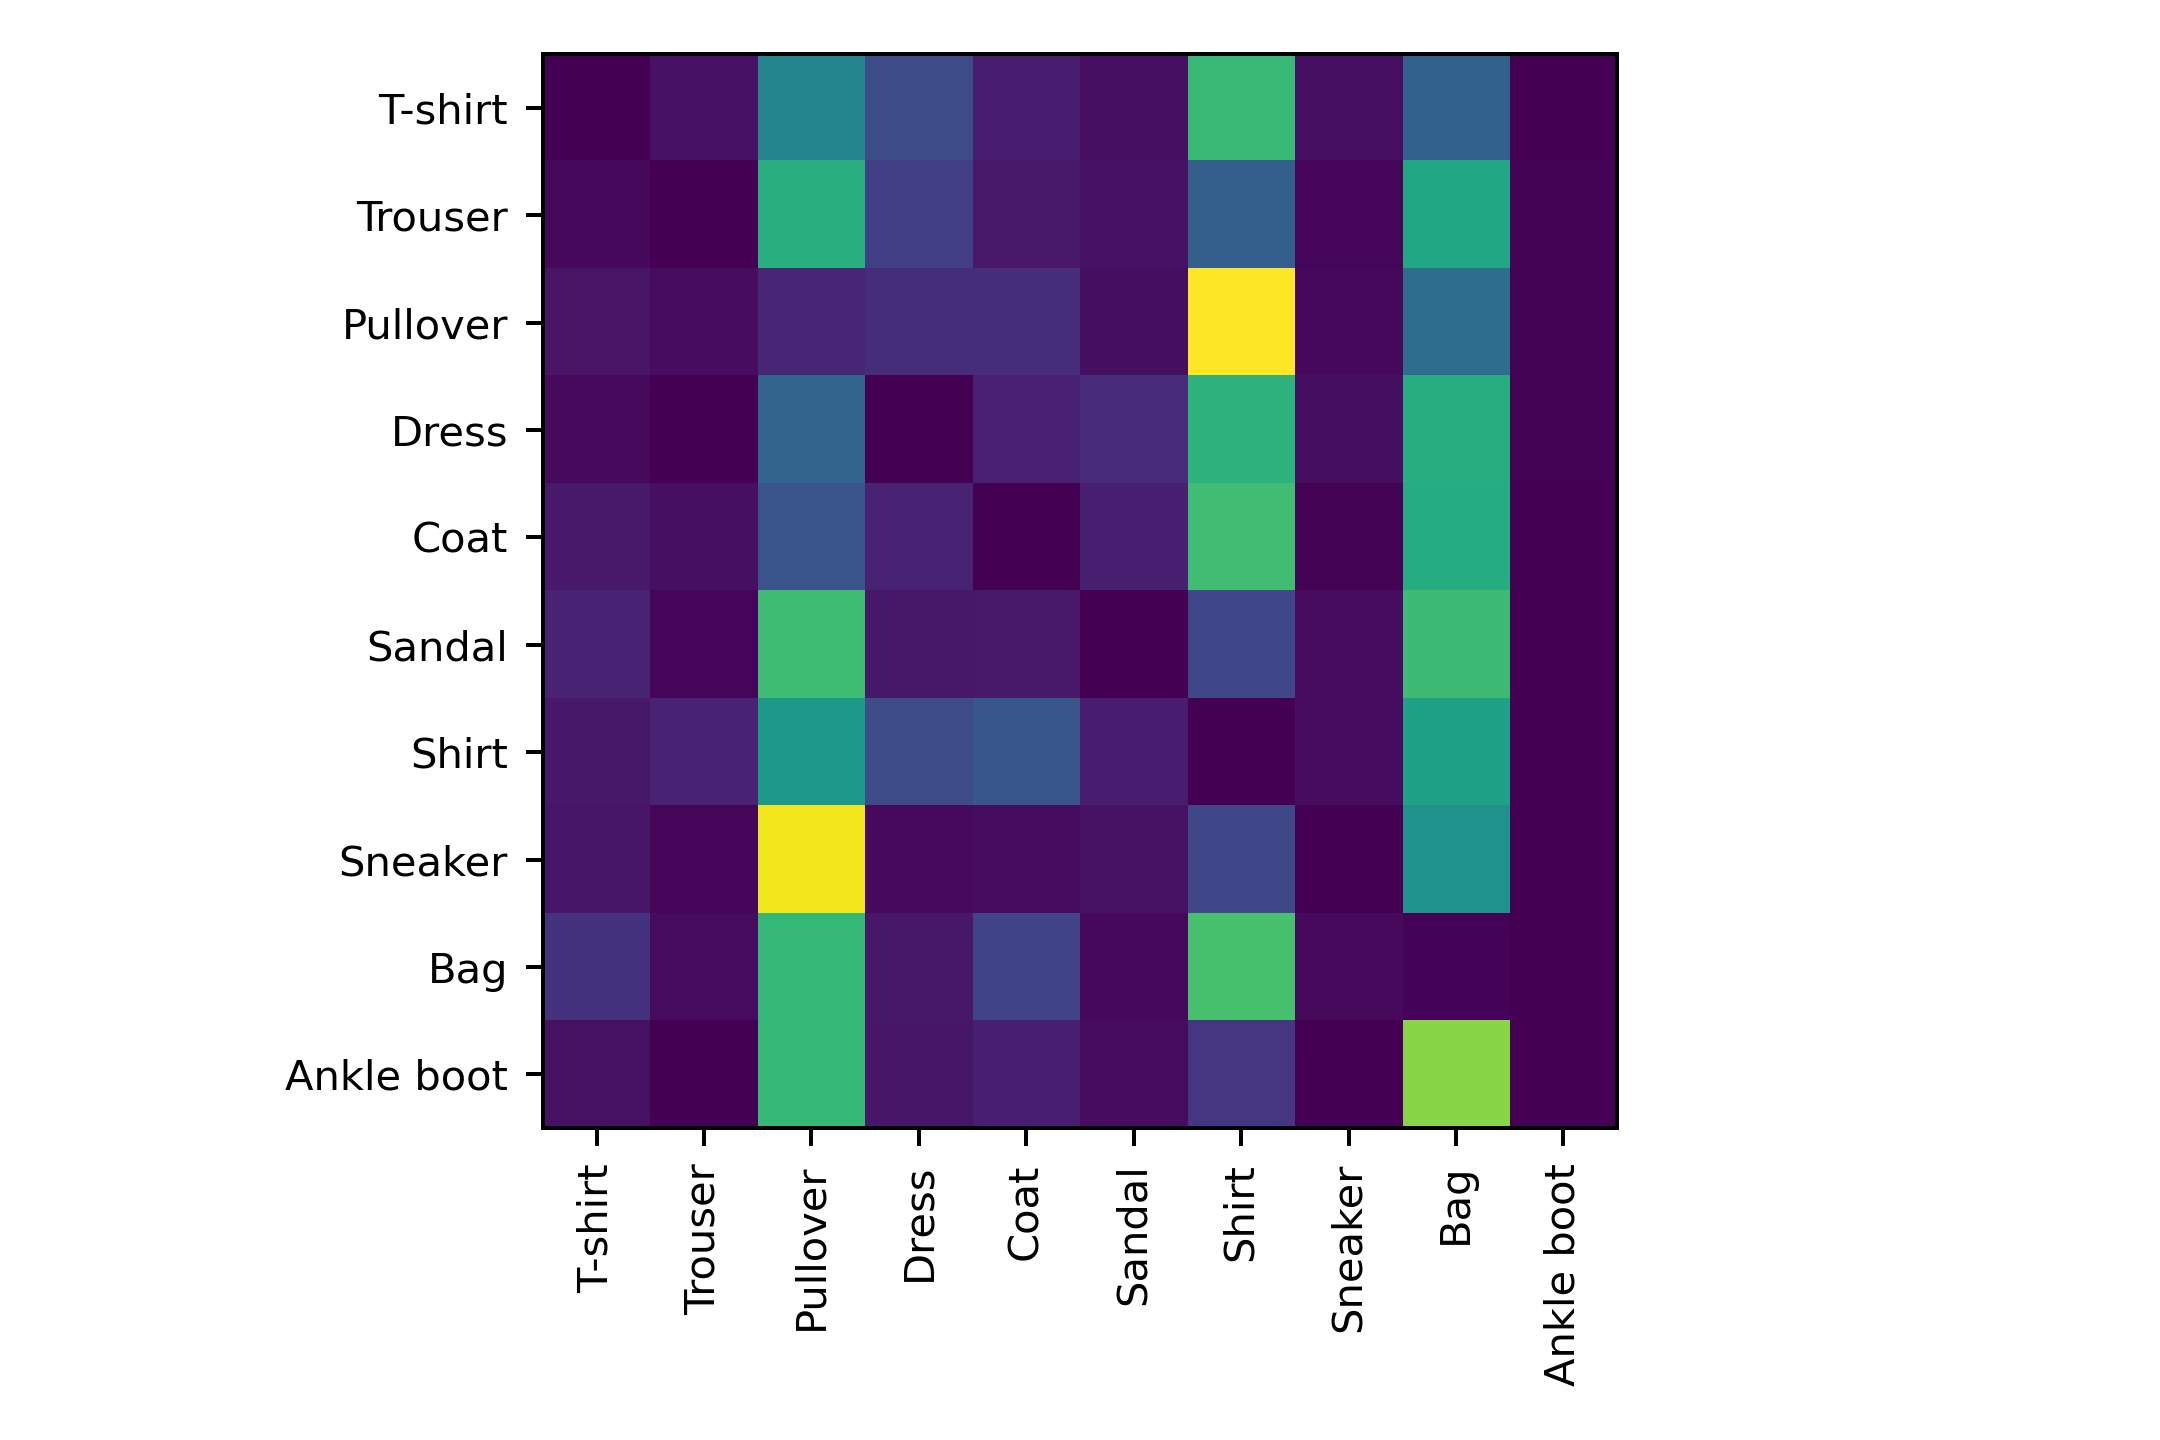 T-shirt
Trouser
Pullover
Dress
Coat
Sandal
Shirt
Sneaker
Bag
Ankle boot
T-shirt
Trouser
Pullover
Dress
Coat
Sandal
Shirt
Sneaker
Bag
Ankle boot